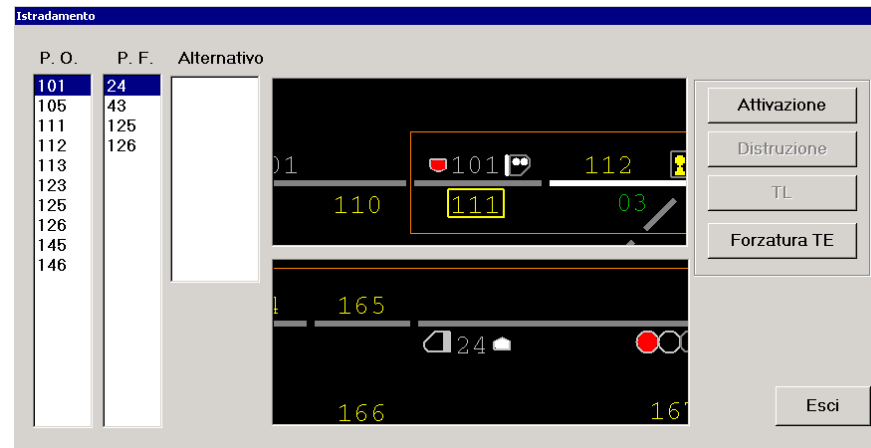 Istradamento
P. O.
P. F.
Alternativo
101
105
111
112
113
123
125
126
145
146
24
43
125
126
01 101 112
110 111 03
165
24
166
Attivazione
Distruzione
TL
Forzatura TE
Esci